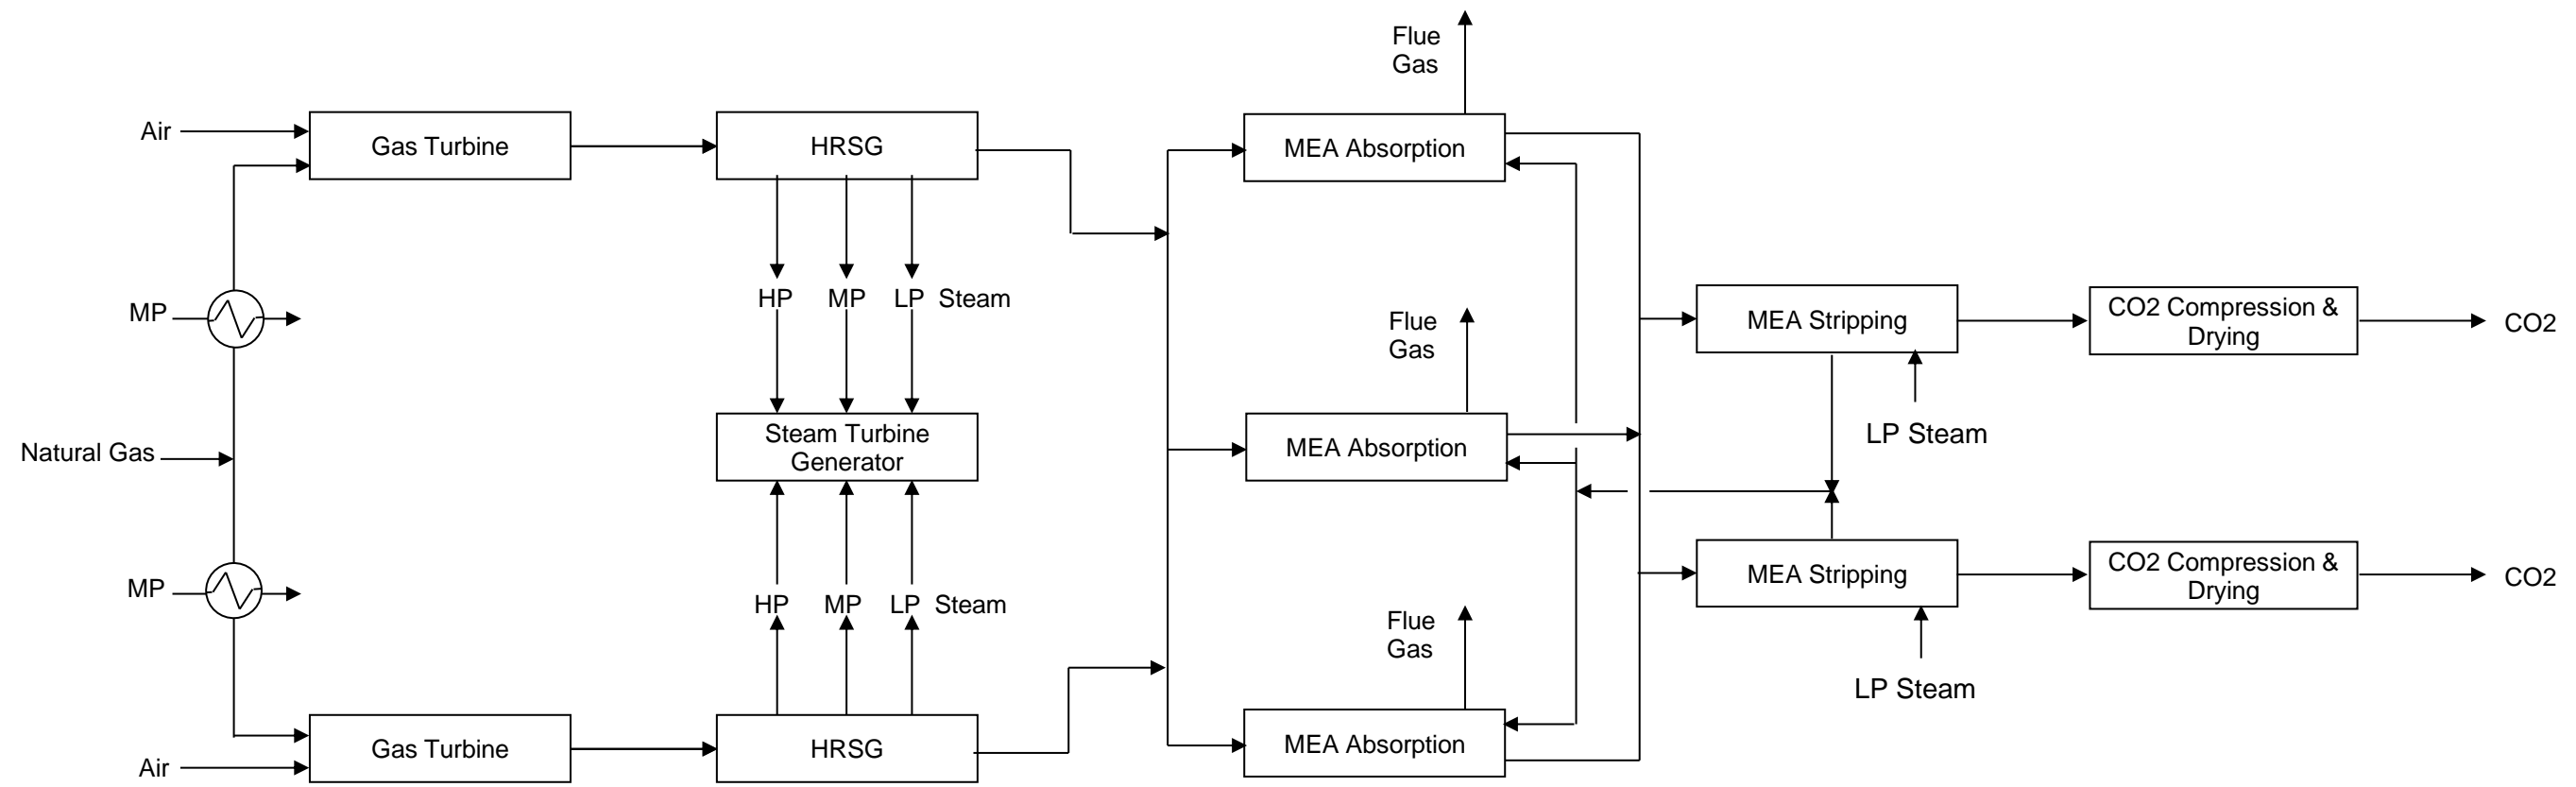 Flue
Gas
Air
Gas Turbine
HRSG
MEA Absorption
MP
HP MP LP Steam
Flue
Gas
MEA Stripping
CO2 Compression &
Drying
CO2
Natural Gas
Steam Turbine
Generator
MEA Absorption
LP Steam
MP
HP MP LP Steam
Flue
Gas
MEA Stripping
CO2 Compression &
Drying
CO2
LP Steam
Air
Gas Turbine
HRSG
MEA Absorption